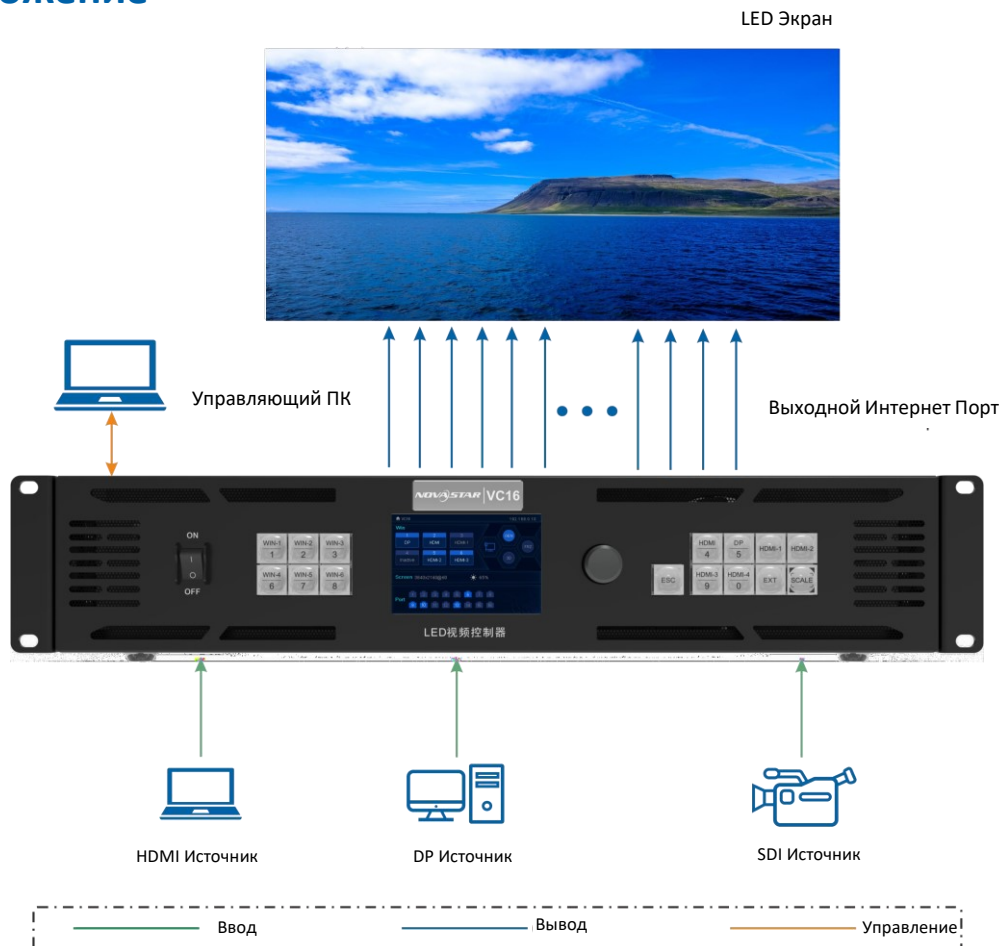 LED Экран
Управляющий ПК
Выходной Интернет Порт
NOVASTAR VC16
ON
OFF
WIN-1 WIN-2 WIN-3
1 2 3
WIN-4 WIN-5 WIN-6
6 7 8
HDMI DP HDMI-1 HDMI-2
4 5
ESC HDMI-3 HDMI-4 EXT SCALE
9 0
Screen
Port
LED视频控制器
HDMI Источник
DP Источник
SDI Источник
Ввод
Вывод
Управление